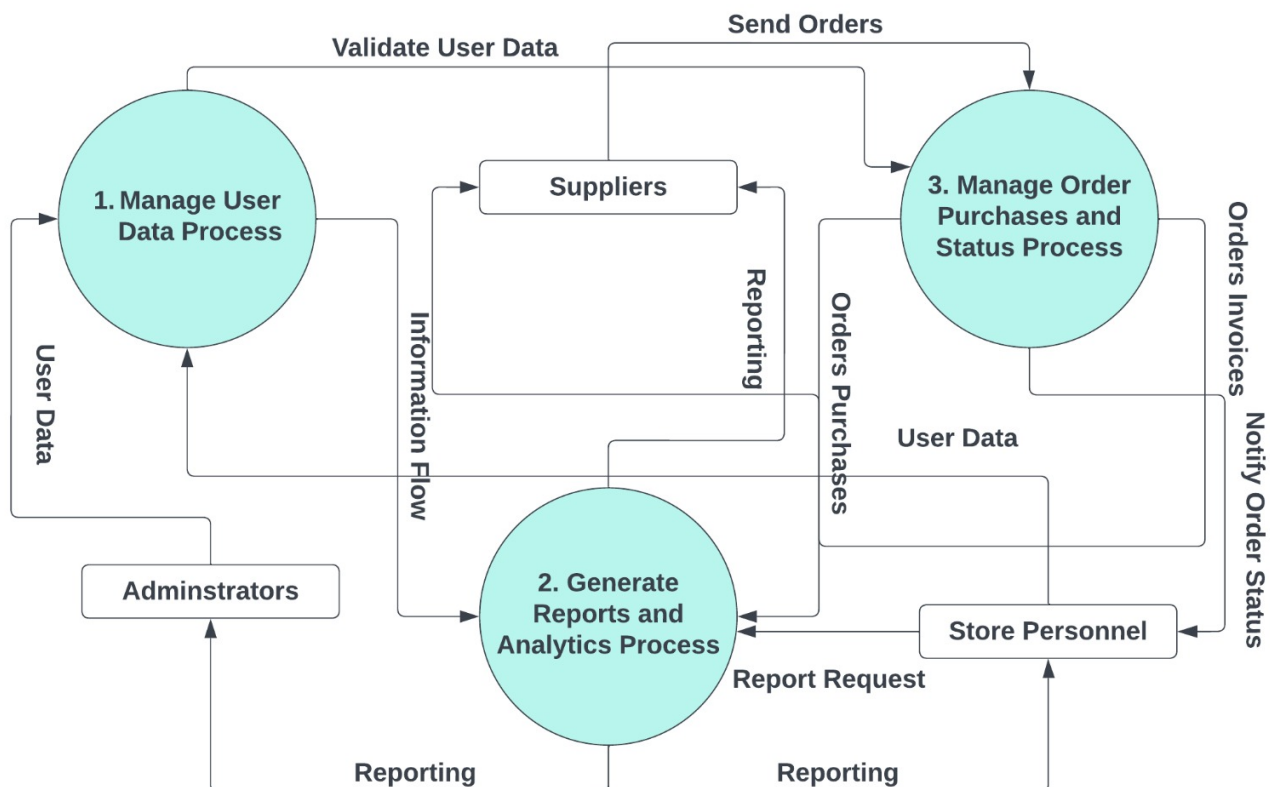 Send Orders
Validate User Data
Suppliers
1. Manage User
Data Process
3. Manage Order
Purchases and
Status Process
Orders Invoices
Reporting
Orders Purchases
Information Flow
User Data
User Data
Notify Order Status
Adminstrators
2. Generate
Reports and
Analytics Process
Store Personnel
Report Request
Reporting
Reporting